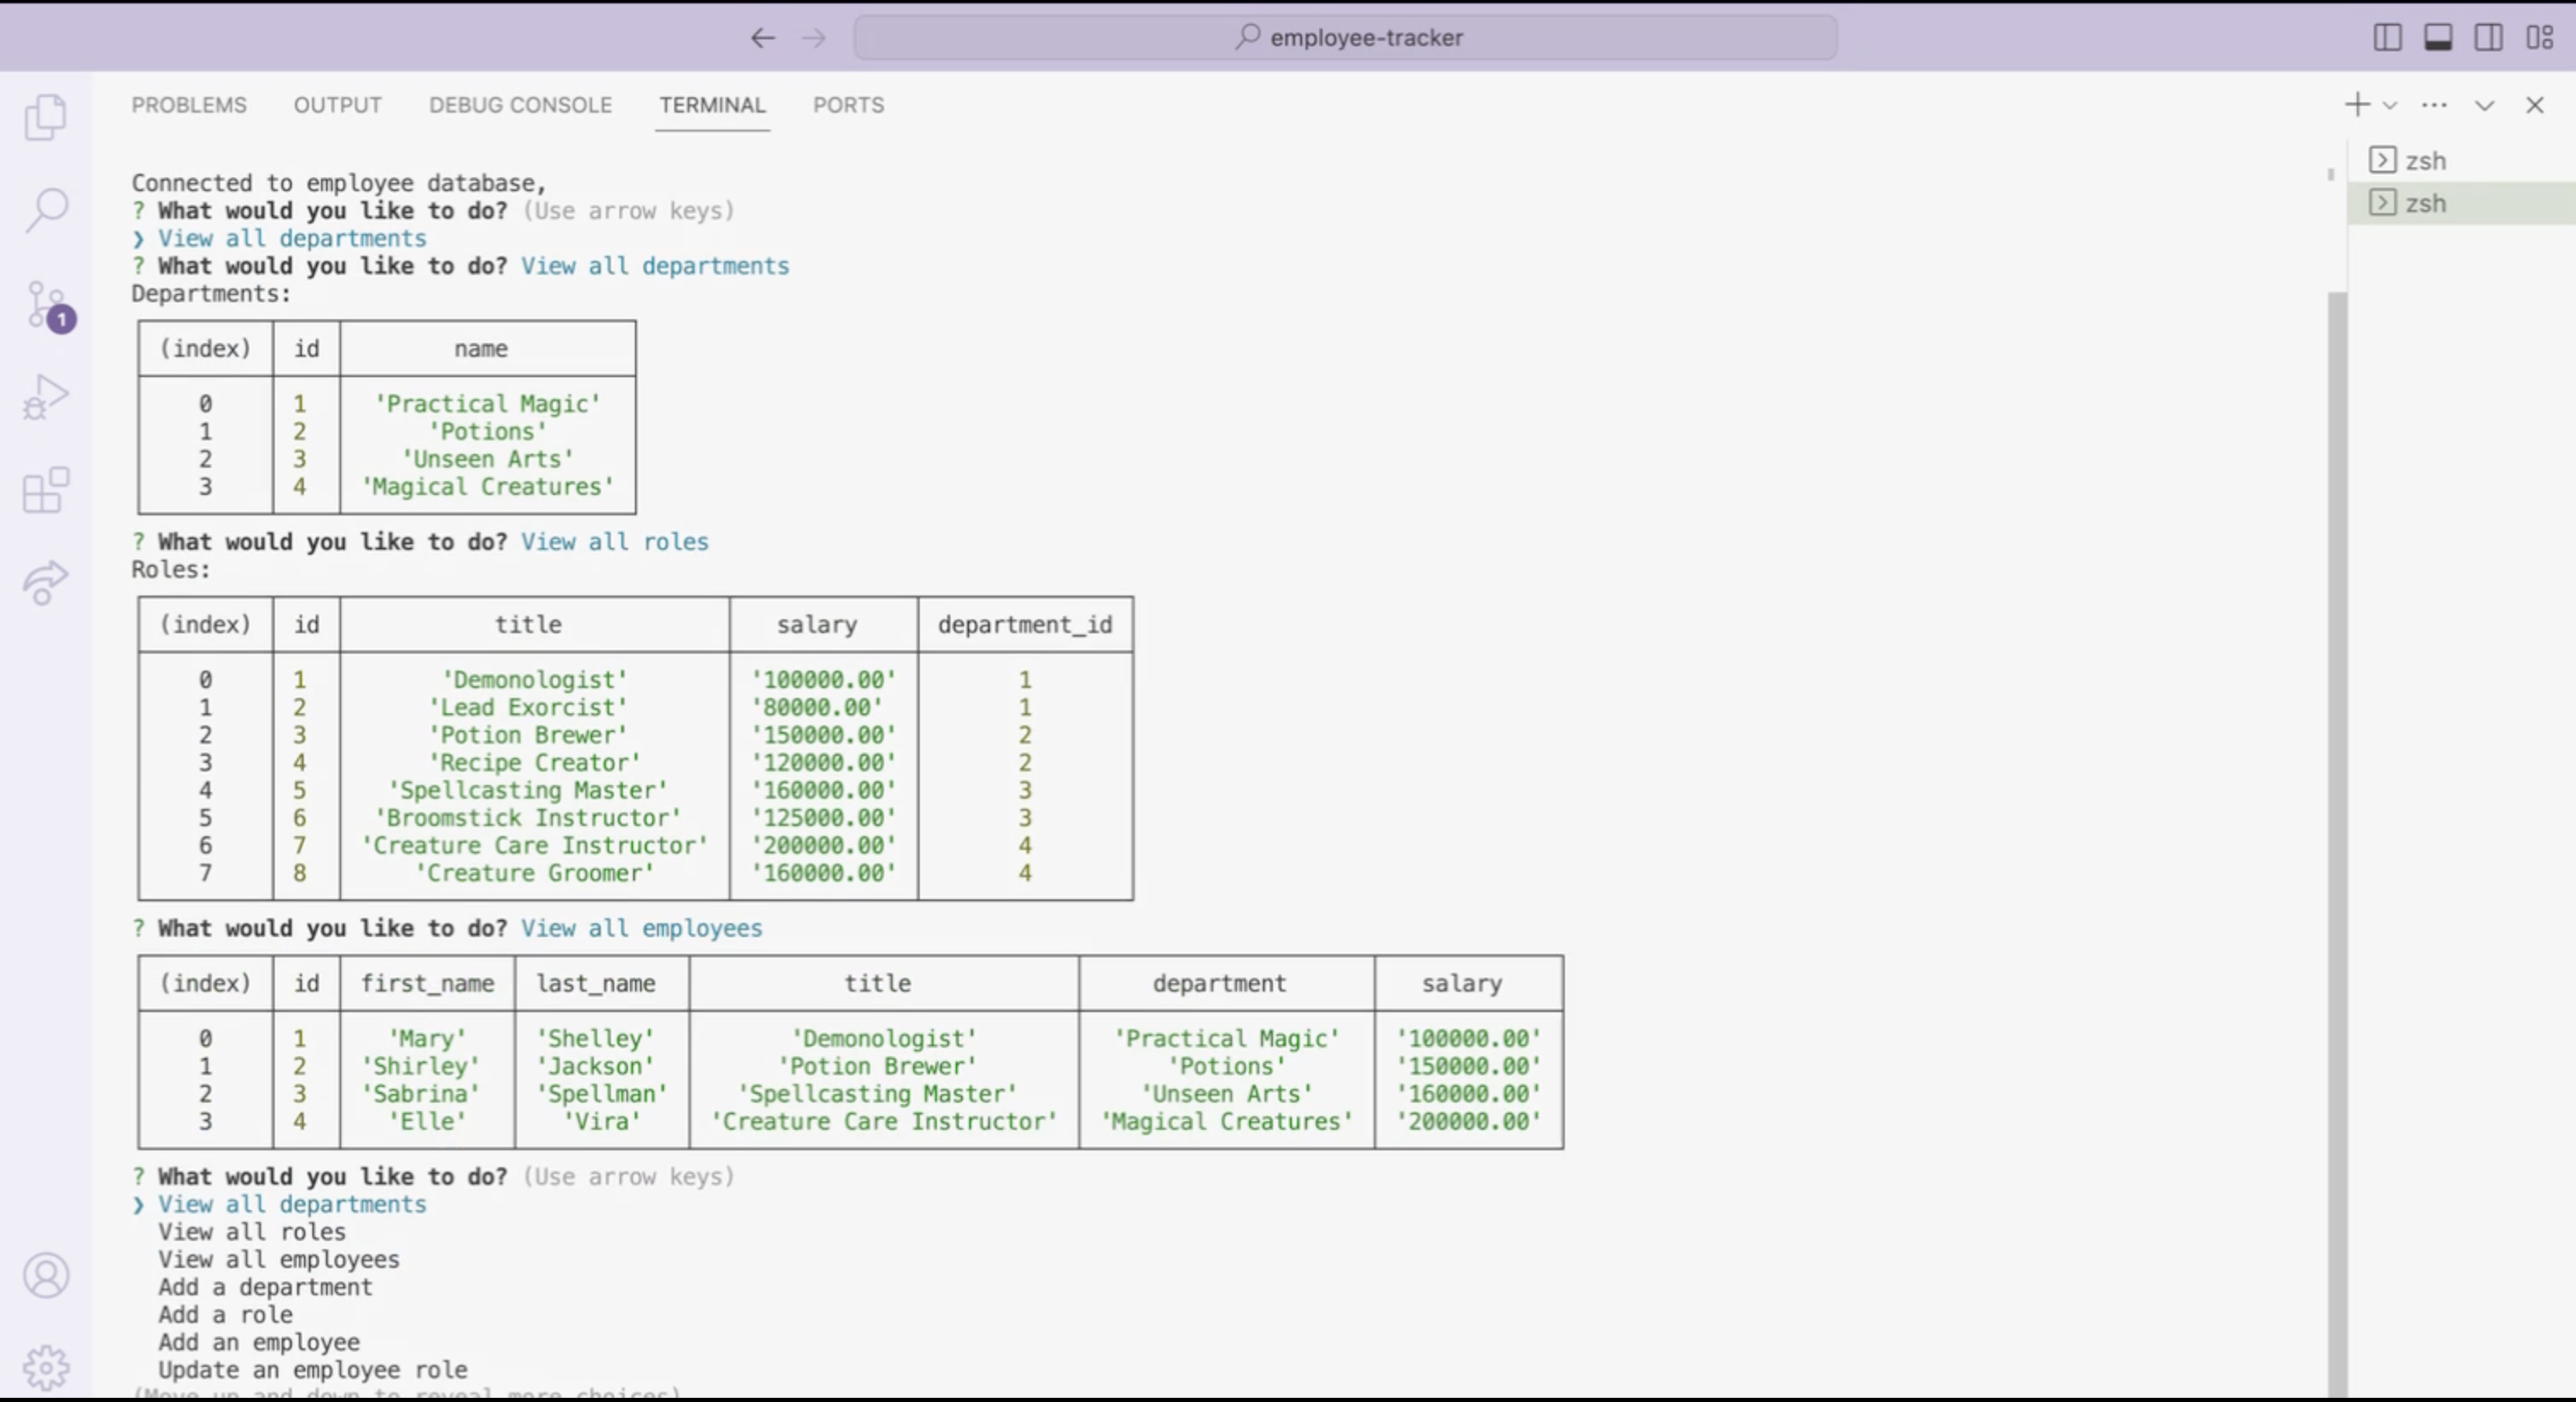 employee-tracker
PROBLEMS OUTPUT DEBUG CONSOLE TERMINAL PORTS
zsh
zsh
1
Connected to employee database,
? What would you like to do? (Use arrow keys)
❯ View all departments
? What would you like to do? View all departments
Departments:
(index) id name
0 1 'Practical Magic'
1 2 'Potions'
2 3 'Unseen Arts'
3 4 'Magical Creatures'
? What would you like to do? View all roles
Roles:
(index) id title salary department_id
0 1 'Demonologist' '100000.00' 1
1 2 'Lead Exorcist' '80000.00' 1
2 3 'Potion Brewer' '150000.00' 2
3 4 'Recipe Creator' '120000.00' 2
4 5 'Spellcasting Master' '160000.00' 3
5 6 'Broomstick Instructor' '125000.00' 3
6 7 'Creature Care Instructor' '200000.00' 4
7 8 'Creature Groomer' '160000.00' 4
? What would you like to do? View all employees
(index) id first_name last_name title department salary
0 1 'Mary' 'Shelley' 'Demonologist' 'Practical Magic' '100000.00'
1 2 'Shirley' 'Jackson' 'Potion Brewer' 'Potions' '150000.00'
2 3 'Sabrina' 'Spellman' 'Spellcasting Master' 'Unseen Arts' '160000.00'
3 4 'Elle' 'Vira' 'Creature Care Instructor' 'Magical Creatures' '200000.00'
? What would you like to do? (Use arrow keys)
❯ View all departments
View all roles
View all employees
Add a department
Add a role
Add an employee
Update an employee role
(Move up and down to reveal more choices)